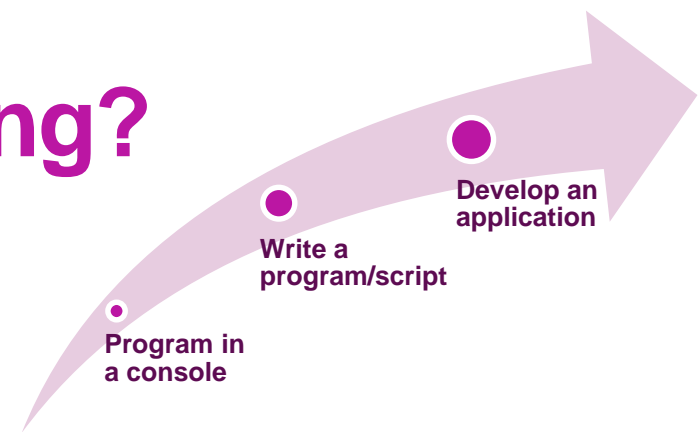 ng?
Develop an
application
Write a
program/script
Program in
a console